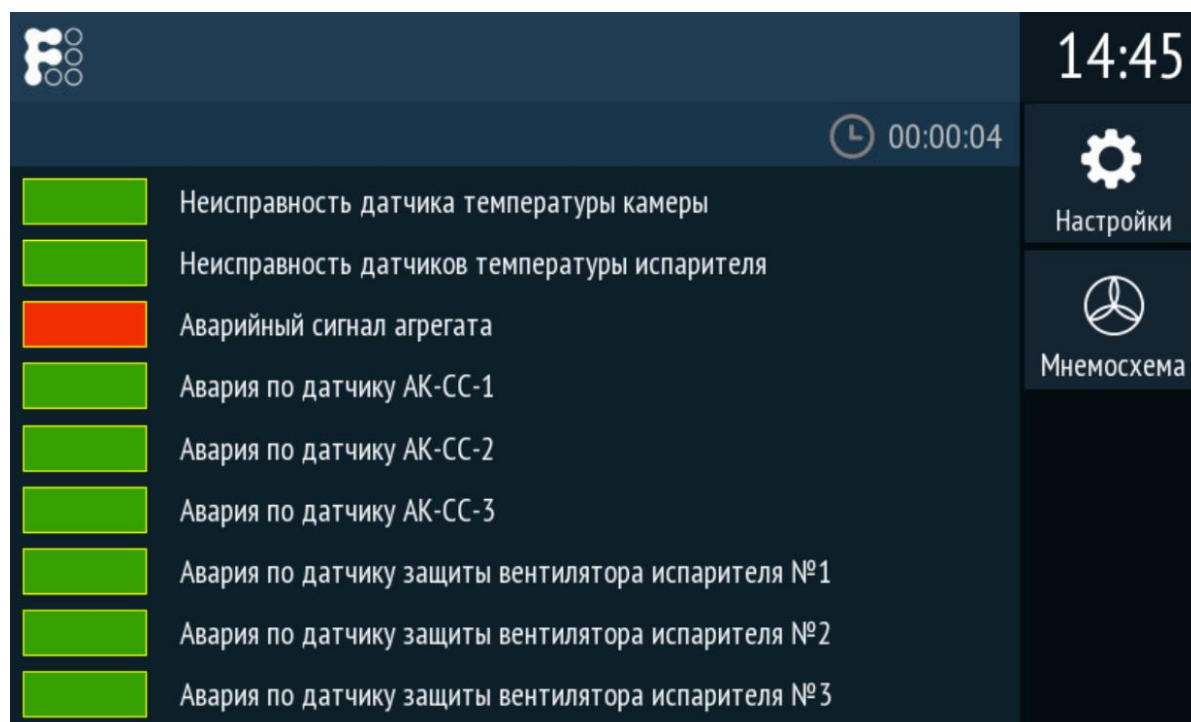 14:45
00:00:04
Настройки
Мнемосхема
Неисправность датчика температуры камеры
Неисправность датчиков температуры испарителя
Аварийный сигнал агрегата
Авария по датчику АК-СС-1
Авария по датчику АК-СС-2
Авария по датчику АК-СС-3
Авария по датчику защиты вентилятора испарителя №1
Авария по датчику защиты вентилятора испарителя №2
Авария по датчику защиты вентилятора испарителя №3